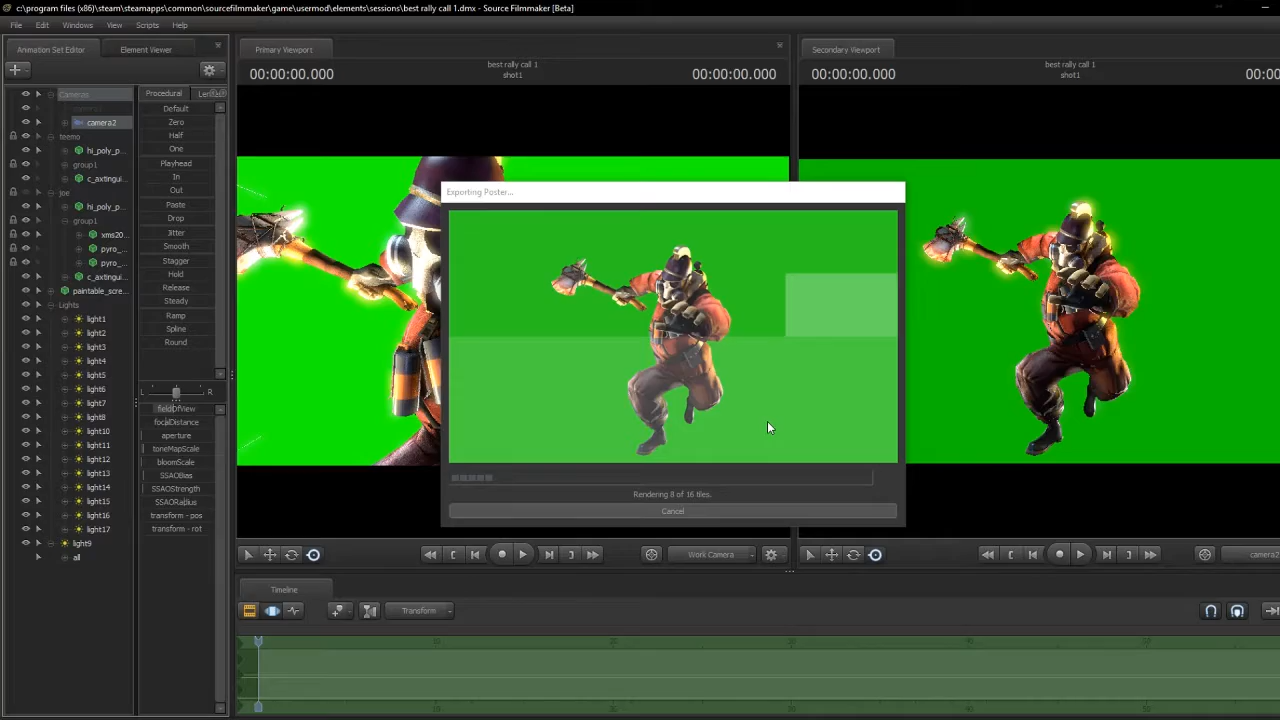 c:\program files (x86)\steam\steamapps\common\sourcefilmmaker\game\usermod\elements\sessions\best rally call 1.dmx - Source Filmmaker [Beta]
File Edit Windows View Scripts Help
Animation Set Editor Element Viewer
Primary Viewport
Secondary Viewport
00:00:00.000
best rally call 1
shot1
00:00:00.000
00:00:00.000
best rally call 1
shot1
00:00
Cameras
camera2
teemo
hi_poly_p...
group1
c_axtingui...
joe
hi_poly_p...
group1
xms20...
pyro_...
pyro_...
c_axtingui...
paintable_scre...
Lights
light1
light2
light3
light4
light5
light6
light7
light8
light10
light11
light12
light13
light14
light15
light16
light17
light9
all
Procedural
Default
Zero
Half
One
Playhead
In
Out
Paste
Drop
Jitter
Smooth
Stagger
Hold
Release
Steady
Ramp
Spline
Round
L R
fieldOfView
focalDistance
aperture
toneMapScale
bloomScale
SSAOBias
SSAOStrength
SSAORadius
transform - pos
transform - rot
Exporting Poster...
Rendering 8 of 16 tiles.
Cancel
Work Camera
camera2
Timeline
Transform